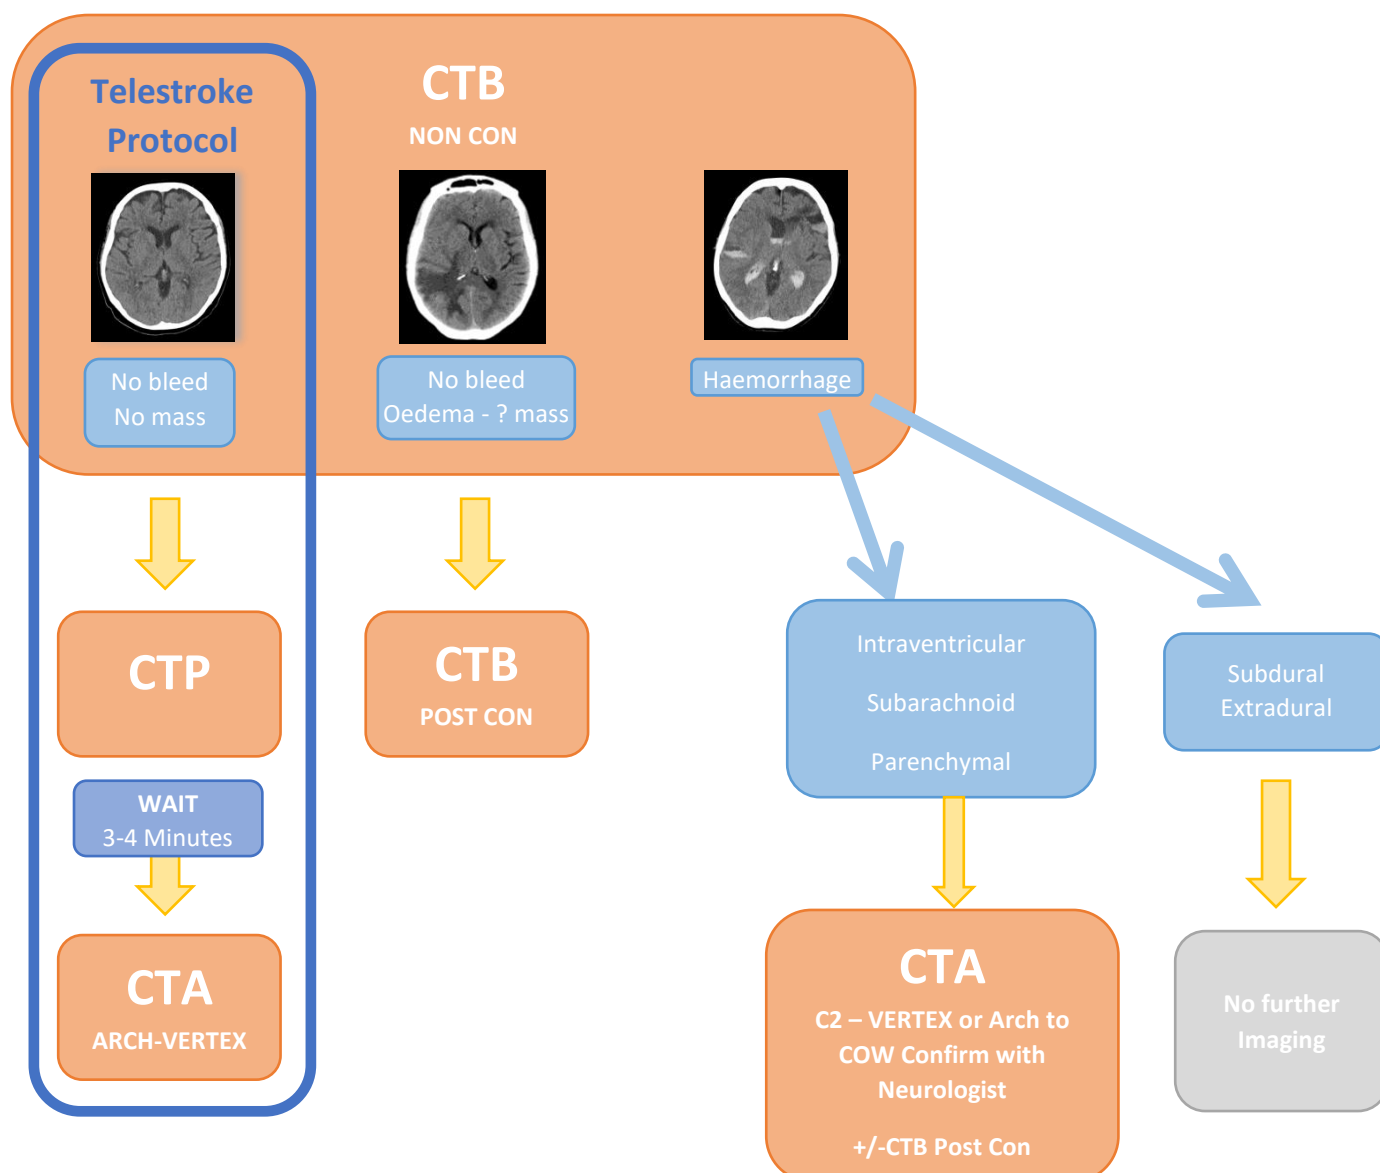 Telestroke
Protocol
CTB
NON CON
No bleed
No mass
No bleed
Oedema - ? mass
Haemorrhage
CTP
WAIT
3-4 Minutes
CTA
ARCH-VERTEX
CTB
POST CON
Intraventricular
Subarachnoid
Parenchymal
CTA
C2 – VERTEX or Arch to
COW Confirm with
Neurologist
+/-CTB Post Con
Subdural
Extradural
No further
Imaging